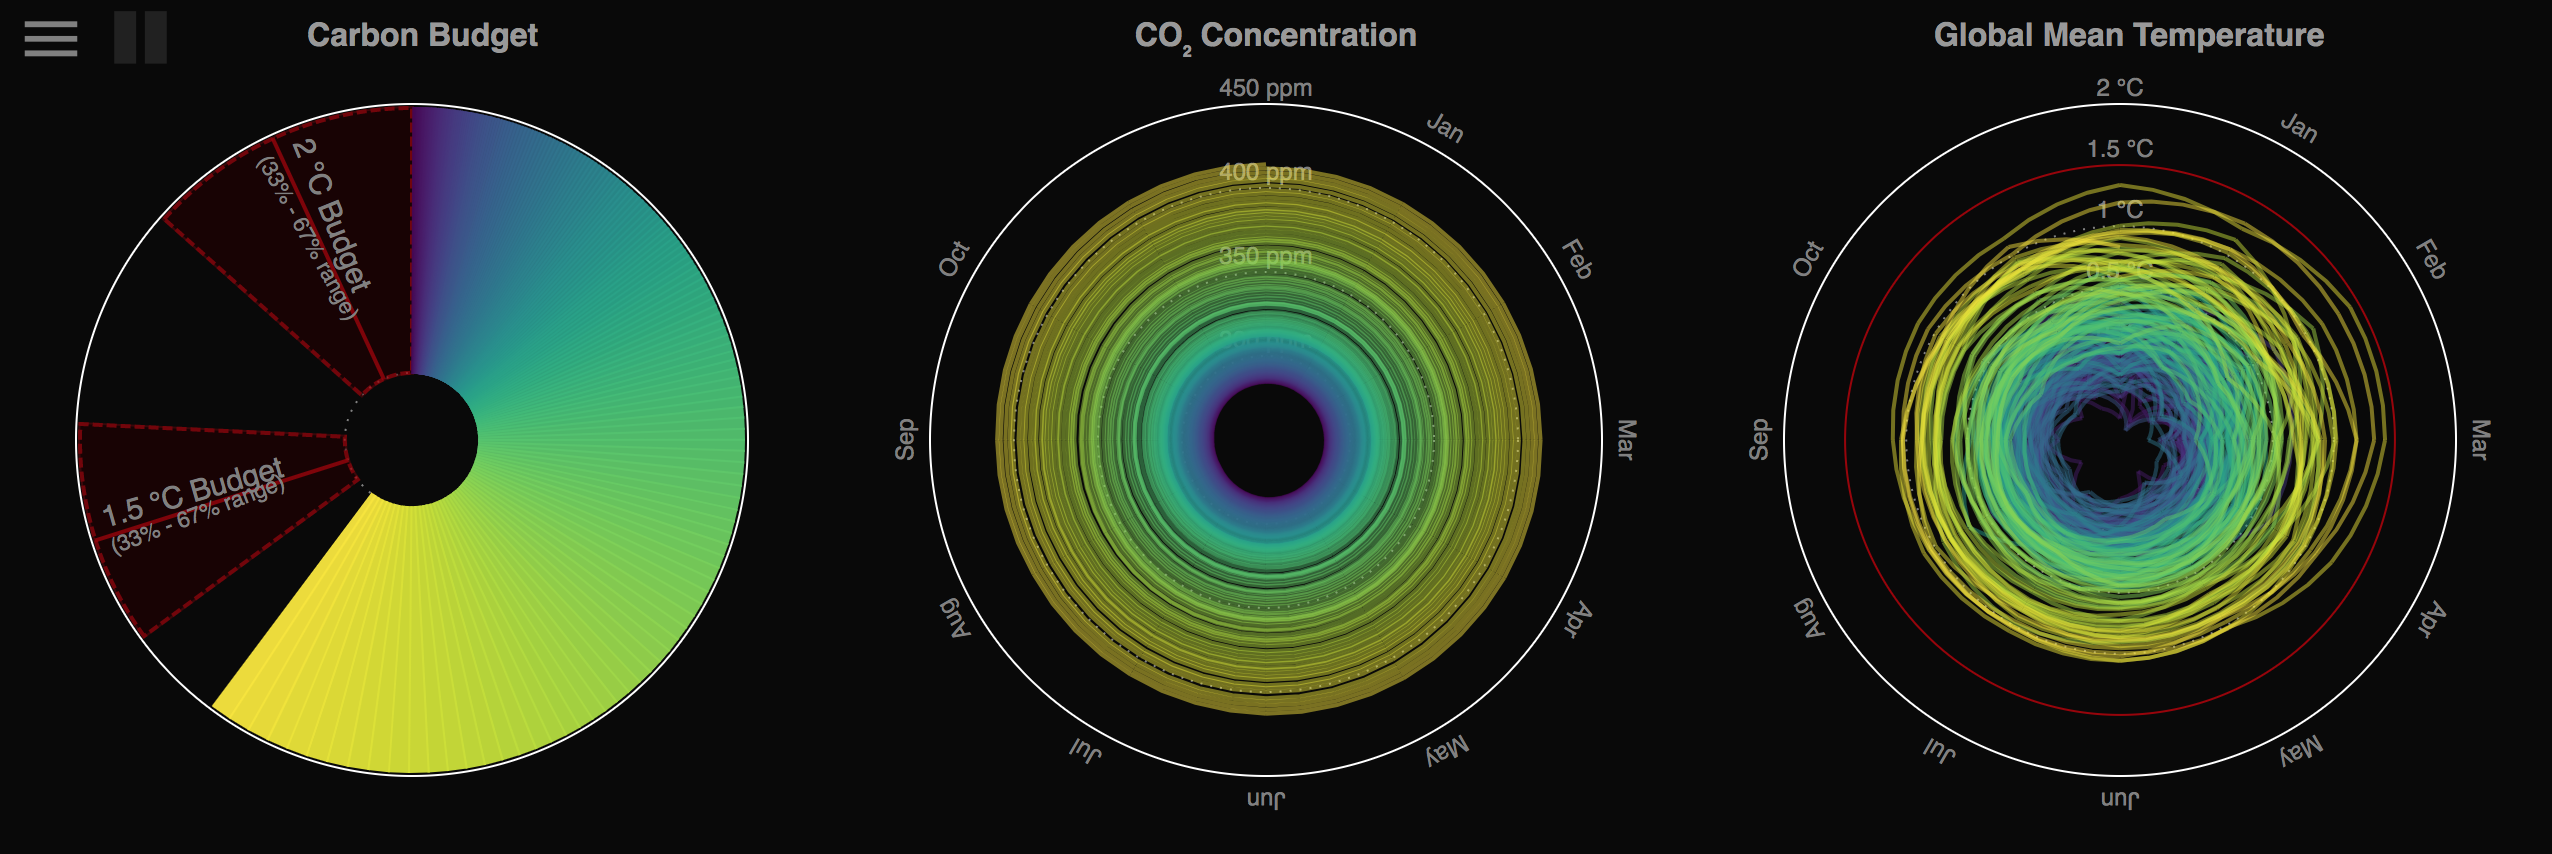 Carbon Budget
2 °C Budget
(33% - 67% range)
1.5 °C Budget
(33% - 67% range)
CO₂ Concentration
450 ppm
400 ppm
350 ppm
Jan
Feb
Mar
Apr
May
Jun
Jul
Aug
Sep
Oct
Global Mean Temperature
2 °C
1.5 °C
1 °C
0.5 °C
Jan
Feb
Mar
Apr
May
Jun
Jul
Aug
Sep
Oct